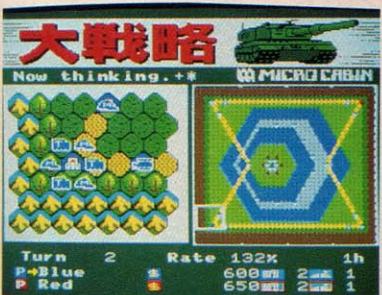 大戦略
Now thinking.+*
MICRO CABIN
Turn 2 Rate 132% 1h
P→Blue 600 2 1
P Red 650 2 1